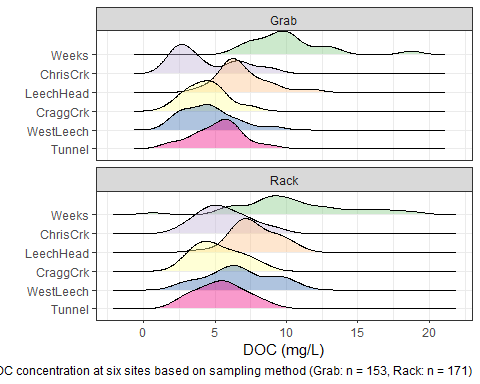 Grab
Weeks
ChrisCrk
LeechHead
CraggCrk
WestLeech
Tunnel
Rack
Weeks
ChrisCrk
LeechHead
CraggCrk
WestLeech
Tunnel
0 5 10 15 20
DOC (mg/L)
OC concentration at six sites based on sampling method (Grab: n = 153, Rack: n = 171)